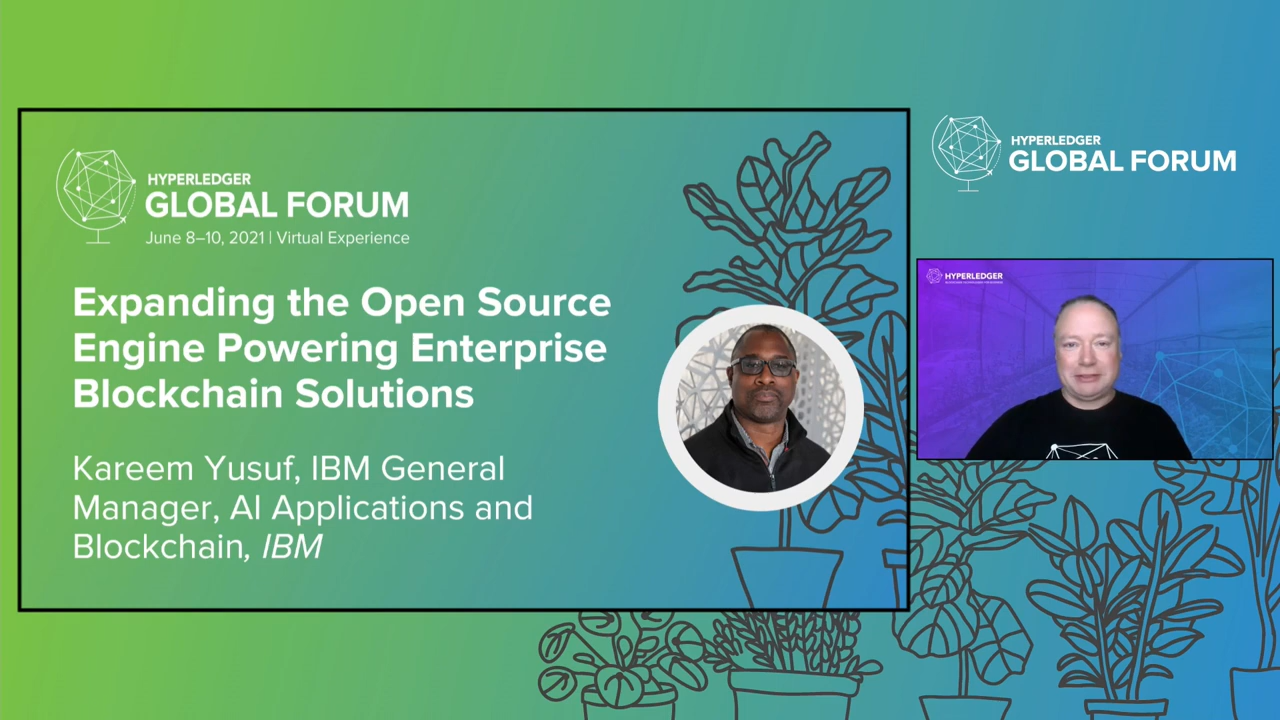 HYPERLEDGER
GLOBAL FORUM
June 8–10, 2021 | Virtual Experience
Expanding the Open Source
Engine Powering Enterprise
Blockchain Solutions
Kareem Yusuf, IBM General
Manager, AI Applications and
Blockchain, IBM
HYPERLEDGER
GLOBAL FORUM
HYPERLEDGER